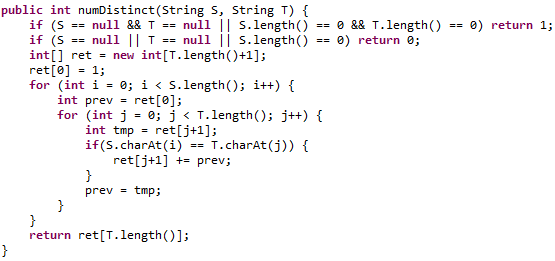 public int numDistinct(String S, String T) {
    if (S == null && T == null || S.length() == 0 && T.length() == 0) return 1;
    if (S == null || T == null || S.length() == 0) return 0;
    int[] ret = new int[T.length()+1];
    ret[0] = 1;
    for (int i = 0; i < S.length(); i++) {
        int prev = ret[0];
        for (int j = 0; j < T.length(); j++) {
            int tmp = ret[j+1];
            if(S.charAt(i) == T.charAt(j)) {
                ret[j+1] += prev;
            }
            prev = tmp;
        }
    }
    return ret[T.length()];
}